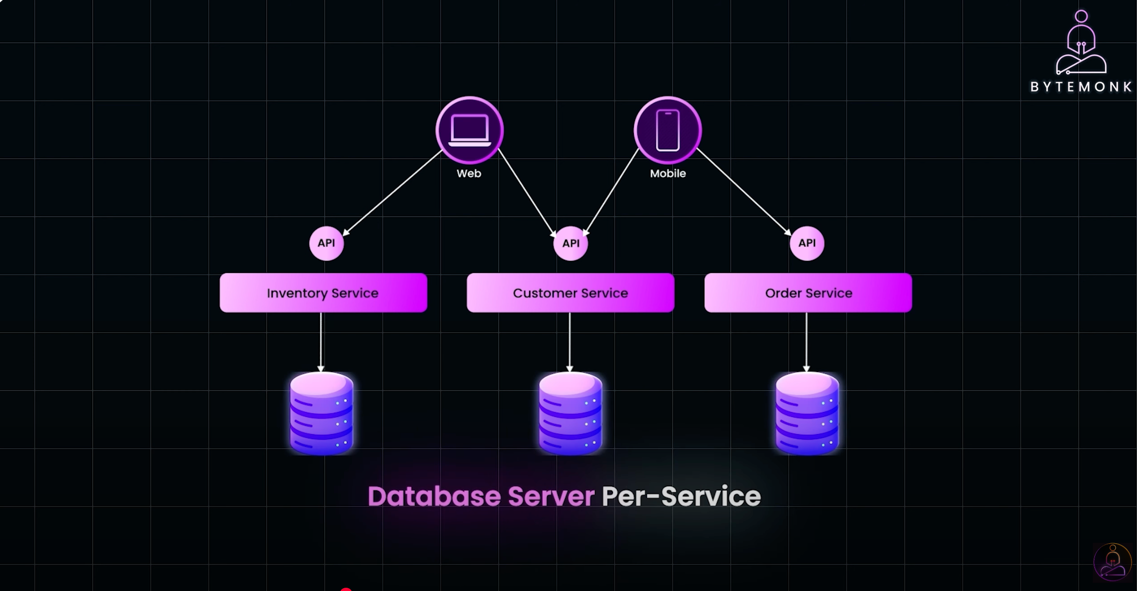 BYTEMONK
Web
Mobile
API
API
API
Inventory Service
Customer Service
Order Service
Database Server Per-Service